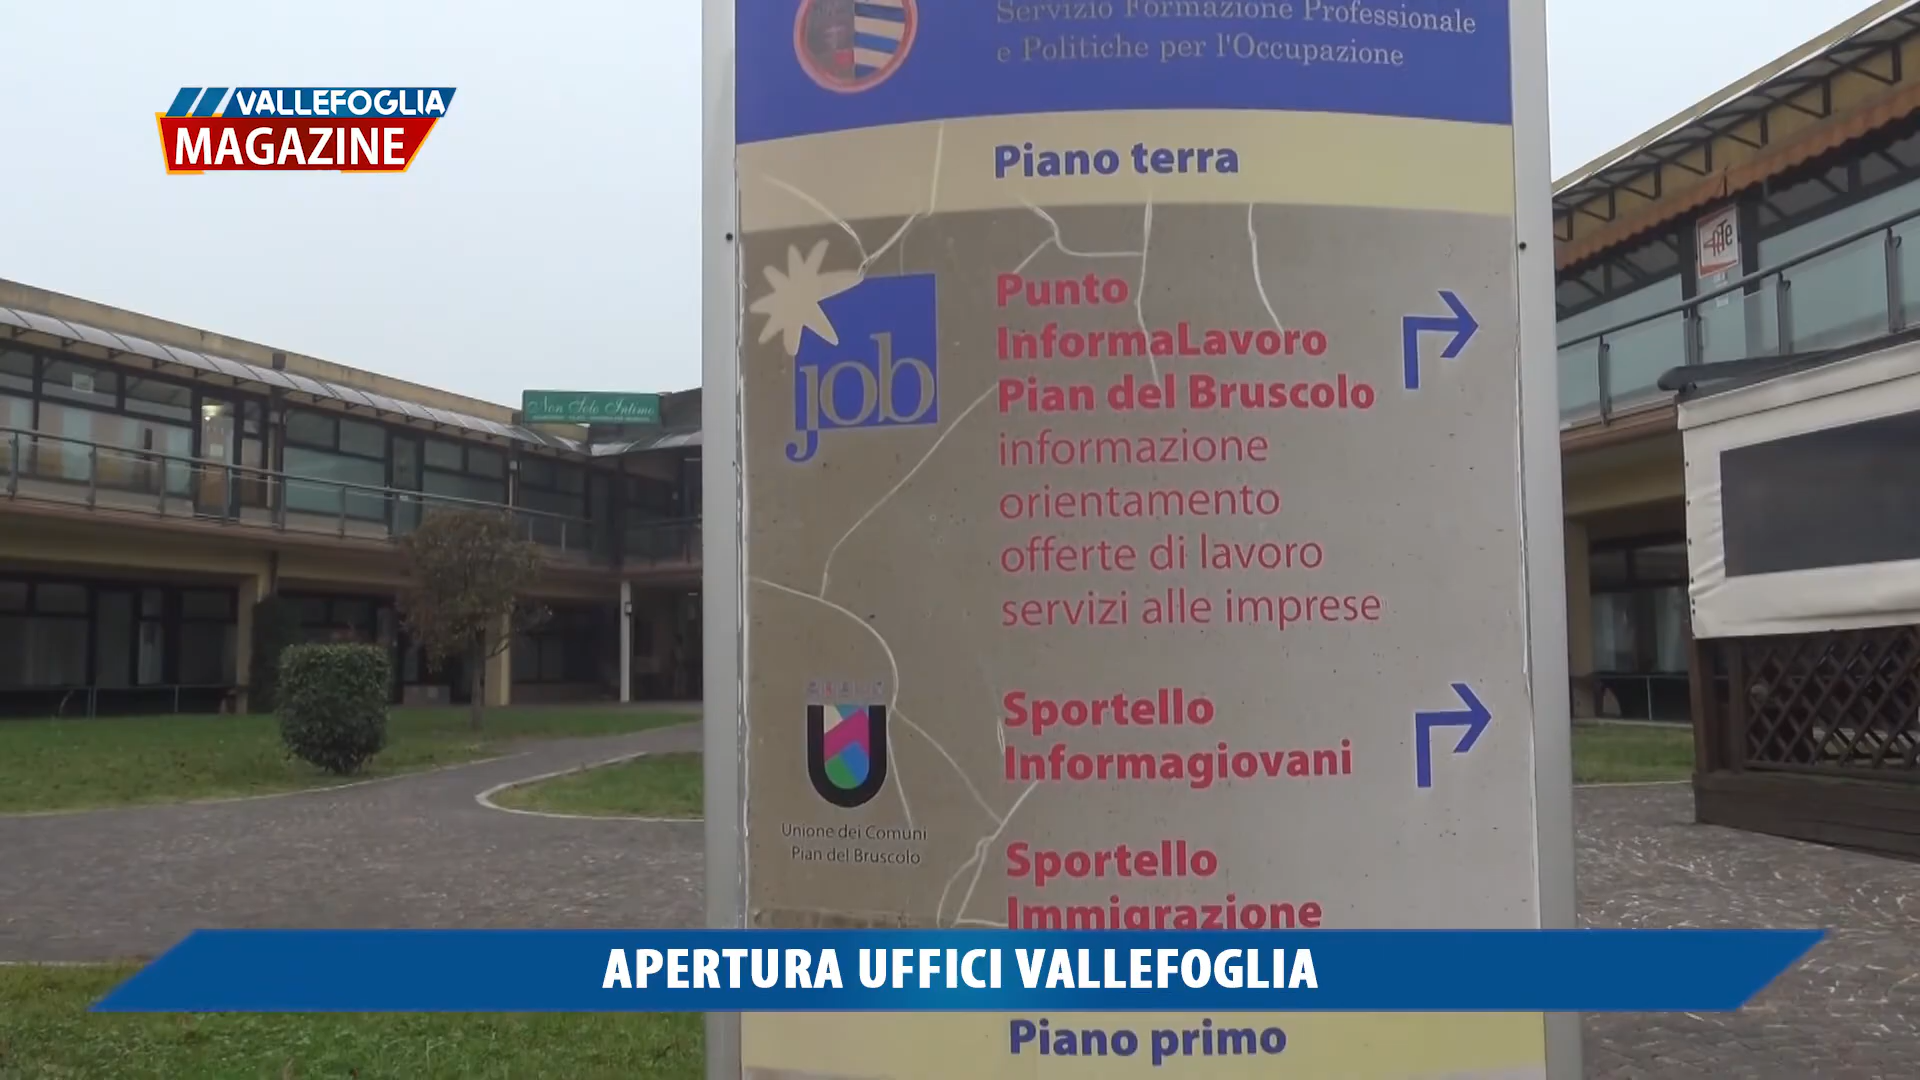 Servizio Formazione Professionale
e Politiche per l'Occupazione
VALLEFOGLIA
MAGAZINE
Piano terra
Punto
InformaLavoro
Pian del Bruscolo
informazione
orientamento
offerte di lavoro
servizi alle imprese
job
Non Solo Intimo
Sportello
Informagiovani
Unione dei Comuni
Pian del Bruscolo
Sportello
Immigrazione
APERTURA UFFICI VALLEFOGLIA
Piano primo